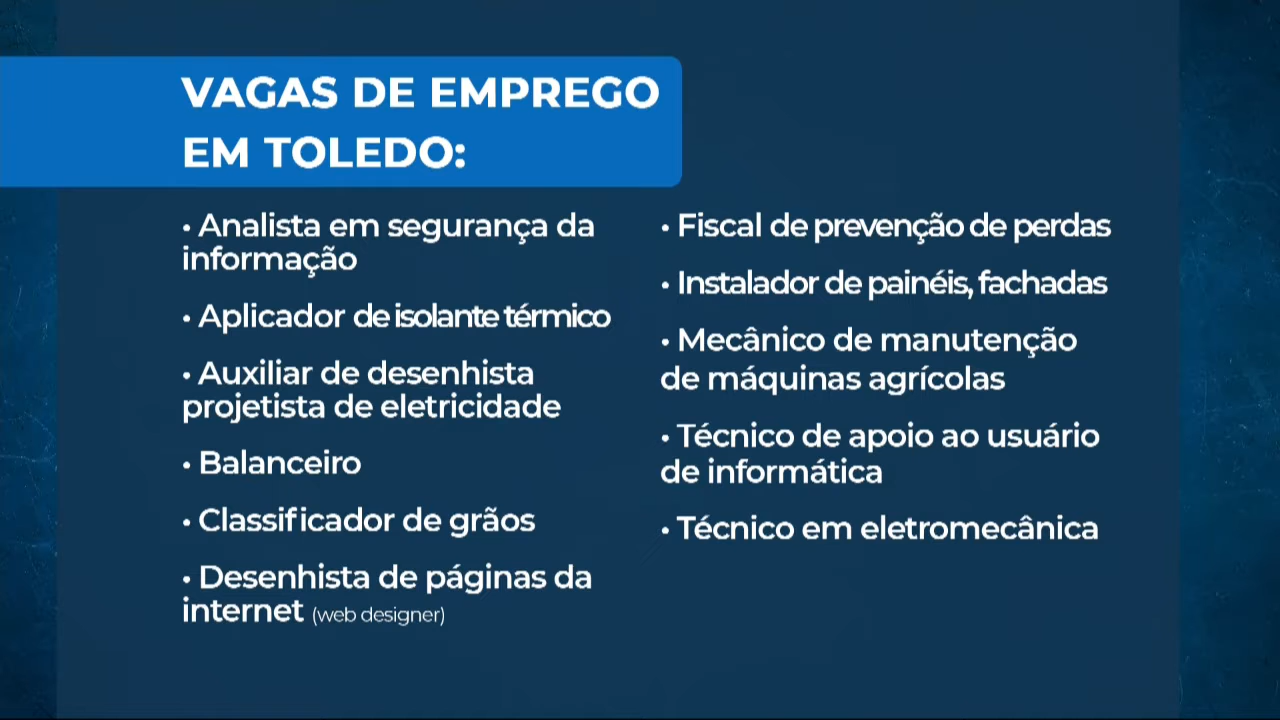 VAGAS DE EMPREGO
EM TOLEDO:
• Analista em segurança da
informação
• Aplicador de isolante térmico
• Auxiliar de desenhista
projetista de eletricidade
• Balanceiro
• Classificador de grãos
• Desenhista de páginas da
internet (web designer)
• Fiscal de prevenção de perdas
• Instalador de painéis, fachadas
• Mecânico de manutenção
de máquinas agrícolas
• Técnico de apoio ao usuário
de informática
• Técnico em eletromecânica